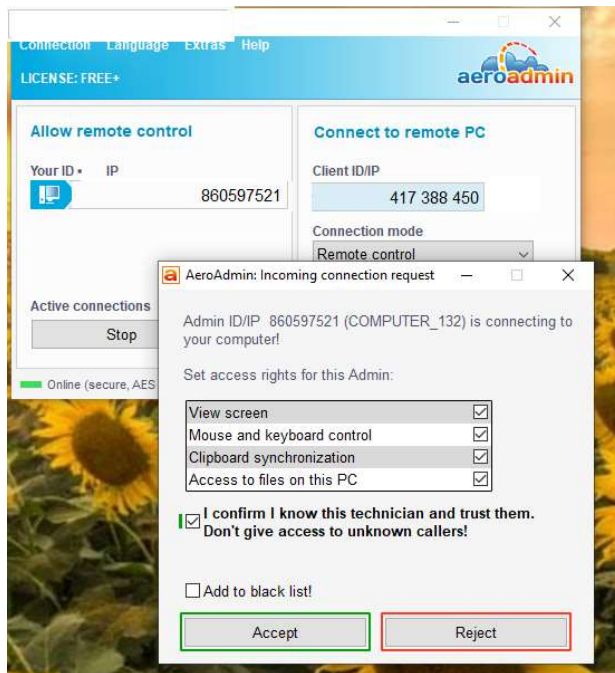 Connection Language Extras Help
LICENSE: FREE+
aeroadmin
Allow remote control
Your ID • IP
860597521
Connect to remote PC
Client ID/IP
417 388 450
Connection mode
Remote control
Active connections
Stop
Online (secure, AES
a AeroAdmin: Incoming connection request
Admin ID/IP 860597521 (COMPUTER_132) is connecting to
your computer!
Set access rights for this Admin:
View screen
Mouse and keyboard control
Clipboard synchronization
Access to files on this PC
I confirm I know this technician and trust them.
Don't give access to unknown callers!
Add to black list!
Accept
Reject